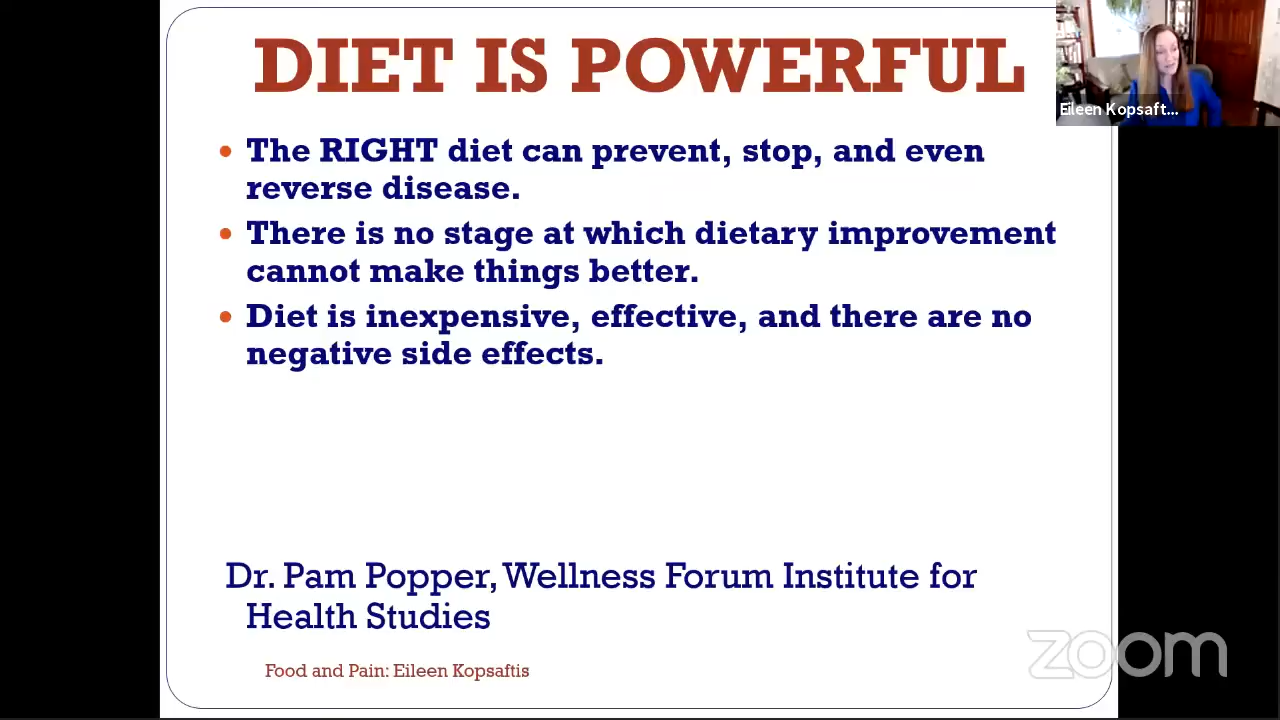 DIET IS POWERFUL
Eileen Kopsaft...
• The RIGHT diet can prevent, stop, and even
reverse disease.
• There is no stage at which dietary improvement
cannot make things better.
• Diet is inexpensive, effective, and there are no
negative side effects.
Dr. Pam Popper, Wellness Forum Institute for
Health Studies
Food and Pain: Eileen Kopsaftis
zoom